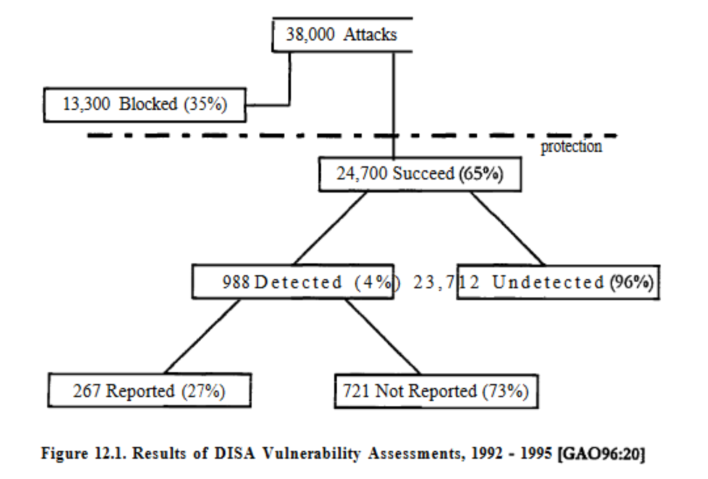 38,000 Attacks
13,300 Blocked (35%)
protection
24,700 Succeed (65%)
988 Detected (4%) 23,712 Undetected (96%)
267 Reported (27%)
721 Not Reported (73%)
Figure 12.1. Results of DISA Vulnerability Assessments, 1992 - 1995 [GAO96:20]